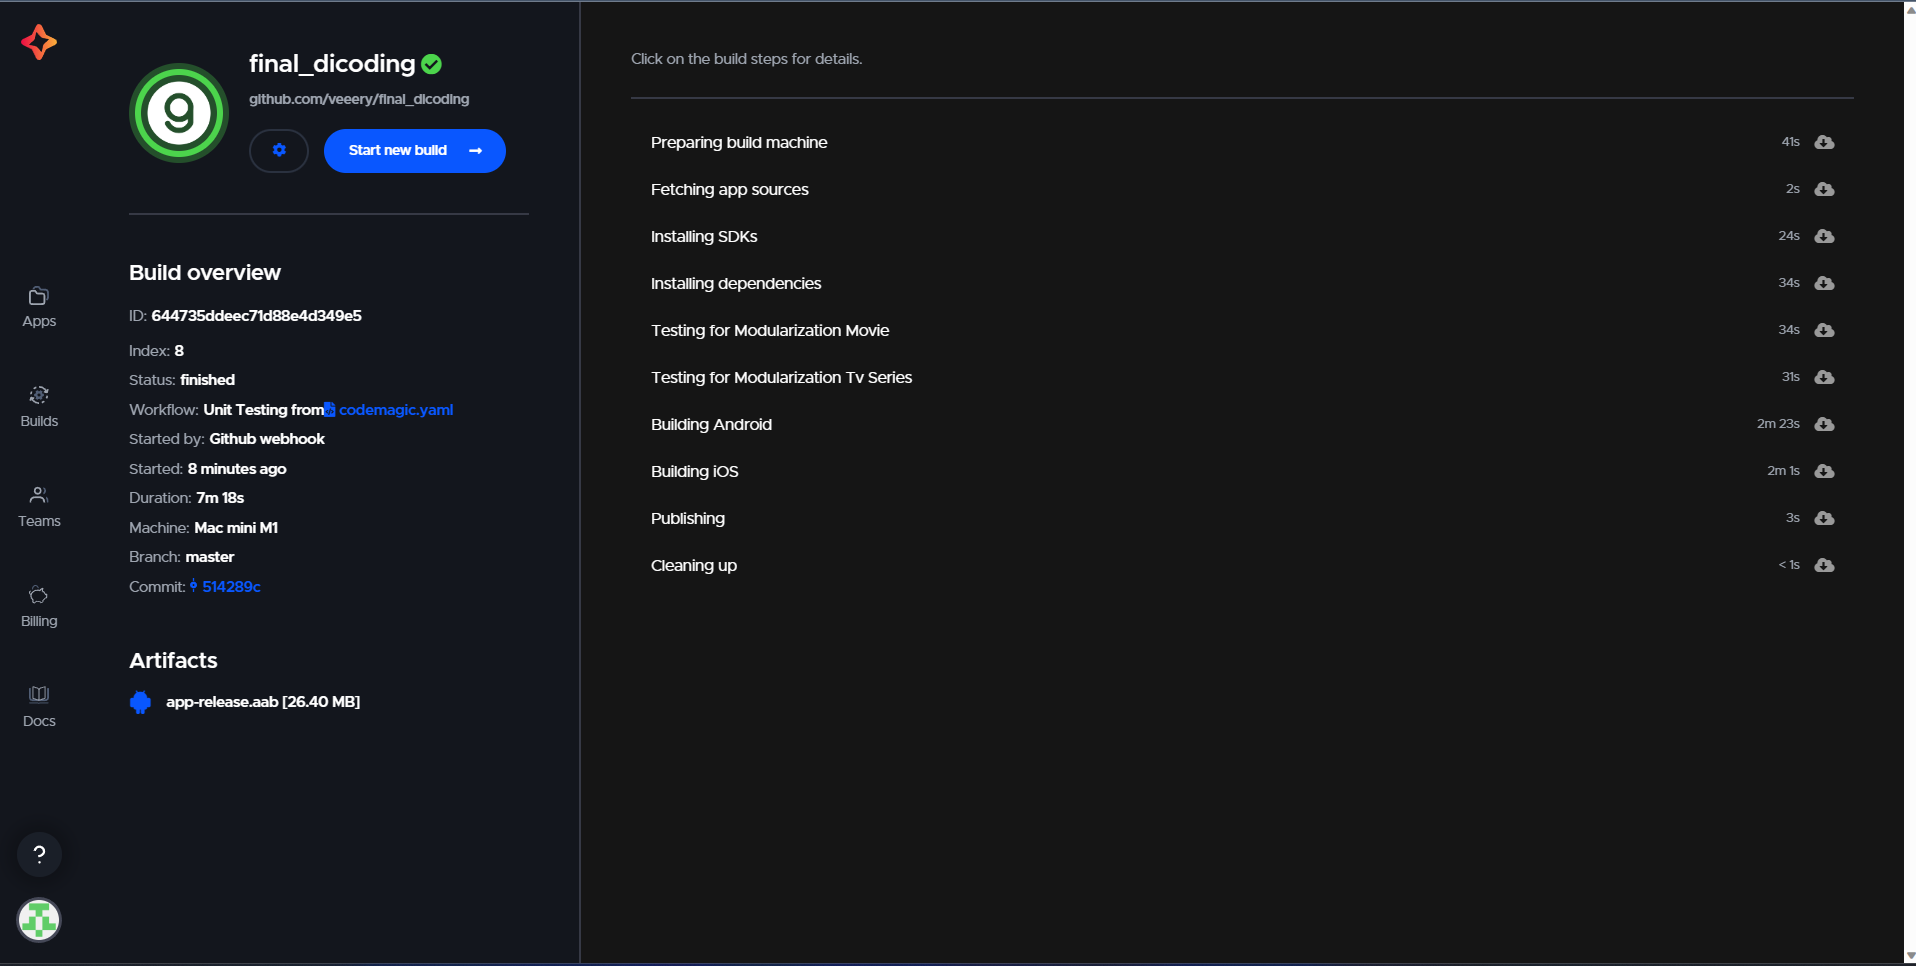 final_dicoding
github.com/veeery/final_dicoding
Start new build
Apps
Builds
Teams
Billing
Docs
?
Build overview
ID: 644735ddeec71d88e4d349e5
Index: 8
Status: finished
Workflow: Unit Testing from codemagic.yaml
Started by: Github webhook
Started: 8 minutes ago
Duration: 7m 18s
Machine: Mac mini M1
Branch: master
Commit: 514289c
Artifacts
app-release.aab [26.40 MB]
Click on the build steps for details.
Preparing build machine 41s
Fetching app sources 2s
Installing SDKs 24s
Installing dependencies 34s
Testing for Modularization Movie 34s
Testing for Modularization Tv Series 31s
Building Android 2m 23s
Building iOS 2m 1s
Publishing 3s
Cleaning up < 1s